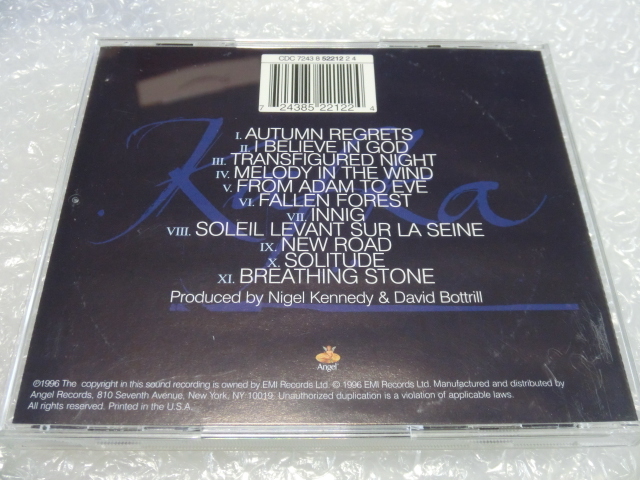 CDC 7243 8 52212 2 4
7 24385 22122 4
I. AUTUMN REGRETS
II. I BELIEVE IN GOD
III. TRANSFIGURED NIGHT
IV. MELODY IN THE WIND
V. FROM ADAM TO EVE
VI. FALLEN FOREST
VII. INNIG
VIII. SOLEIL LEVANT SUR LA SEINE
IX. NEW ROAD
X. SOLITUDE
XI. BREATHING STONE
Kafka
Produced by Nigel Kennedy & David Bottrill
Angel
℗1996 The copyright in this sound recording is owned by EMI Records Ltd. © 1996 EMI Records Ltd. Manufactured and distributed by
Angel Records, 810 Seventh Avenue, New York, NY 10019. Unauthorized duplication is a violation of applicable laws.
All rights reserved. Printed in the U.S.A.